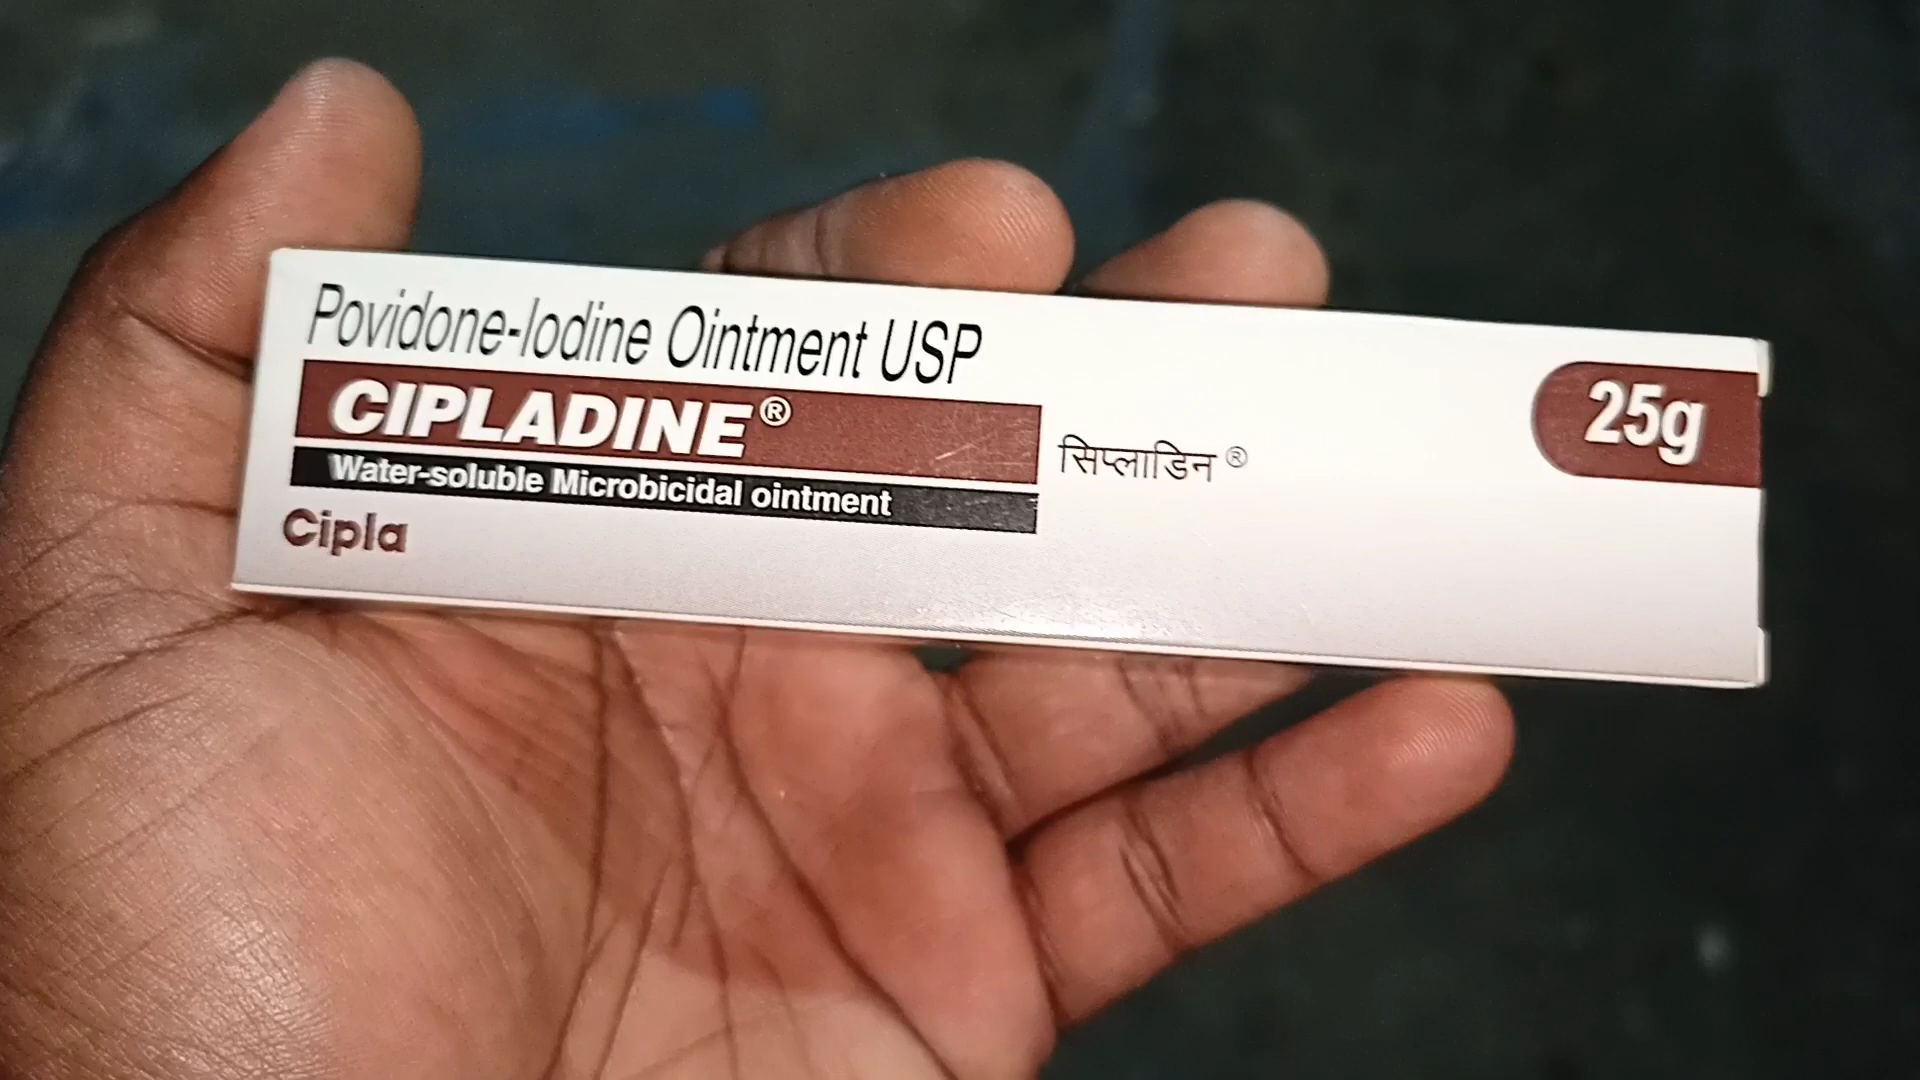 Povidone-Iodine Ointment USP
CIPLADINE®
Water-soluble Microbicidal ointment
Cipla
सिप्लाडिन ®
25g